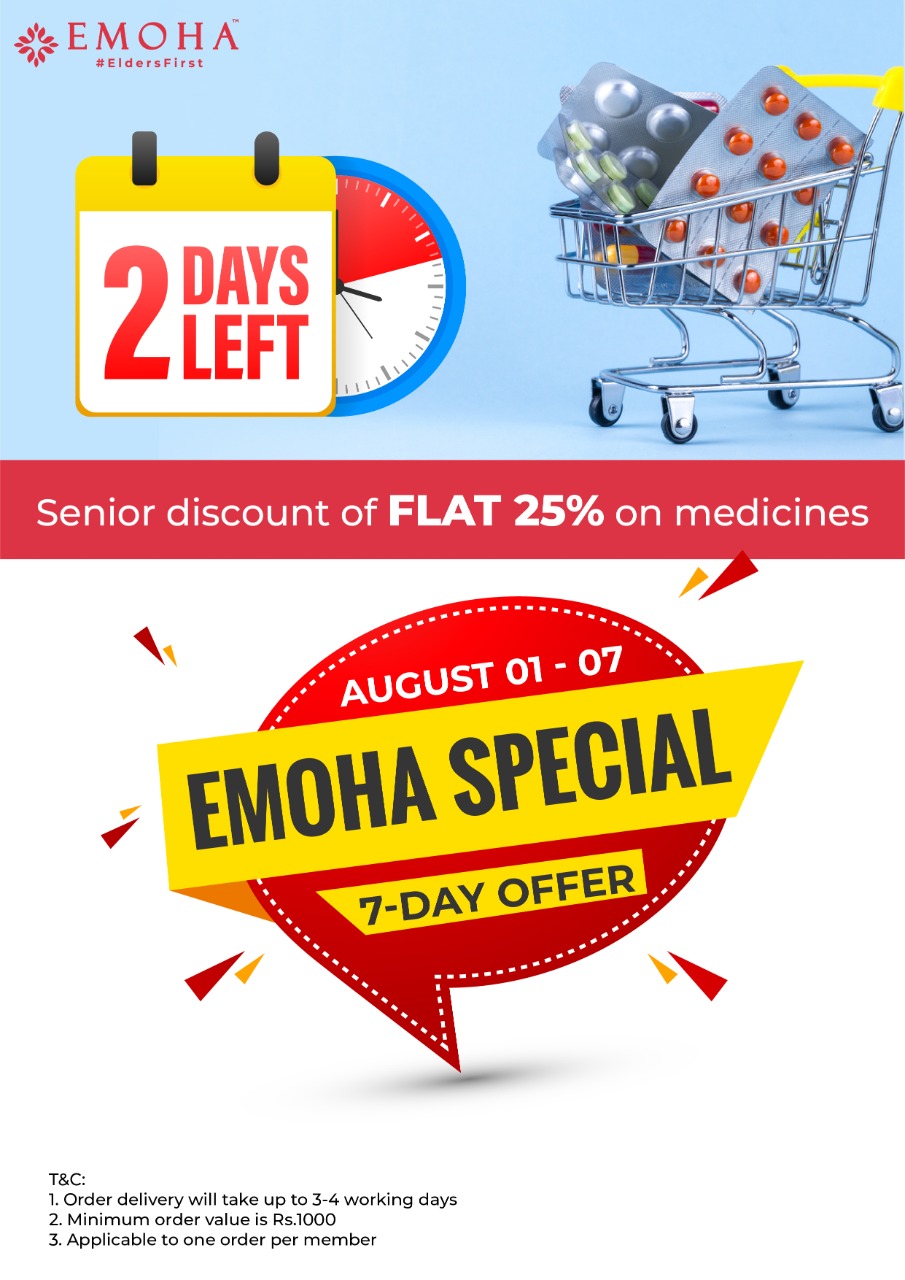 EMOHA™
#EldersFirst
2 DAYS
LEFT
Senior discount of FLAT 25% on medicines
AUGUST 01 - 07
EMOHA SPECIAL
7-DAY OFFER
T&C:
1. Order delivery will take up to 3-4 working days
2. Minimum order value is Rs.1000
3. Applicable to one order per member